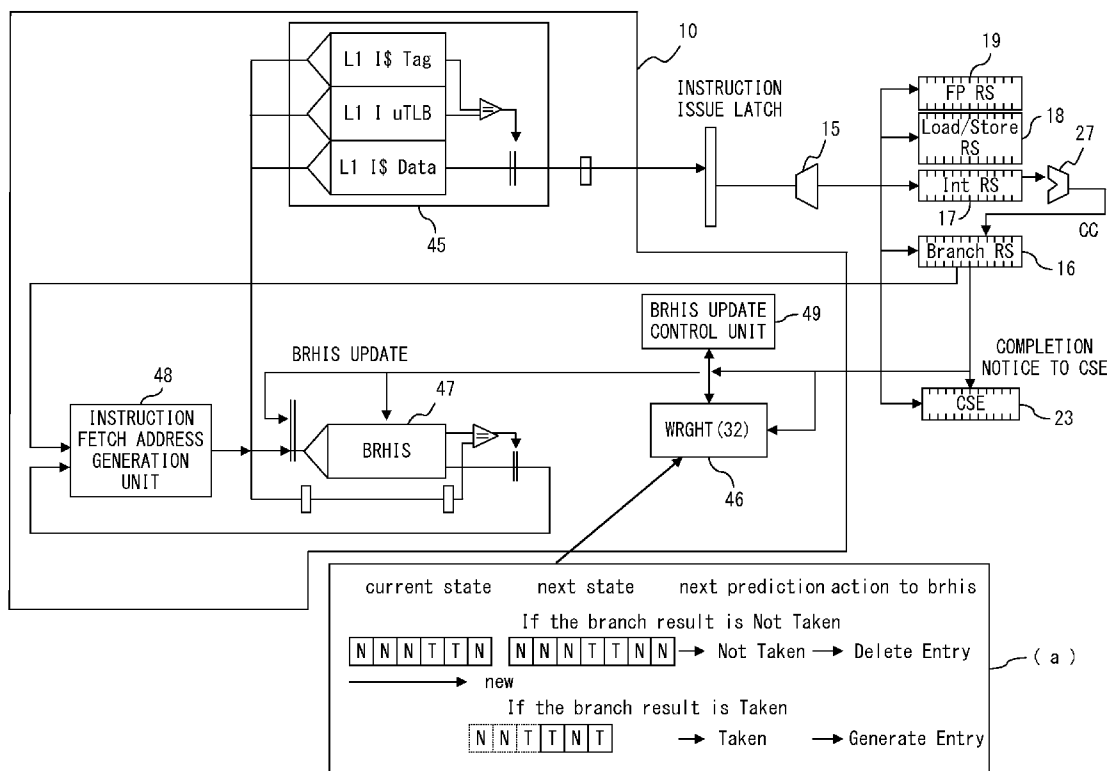 10
19
FP RS
INSTRUCTION
ISSUE LATCH
L1 I$ Tag
L1 I uTLB
L1 I$ Data
45
15
Load/Store
RS
18
27
Int RS
17
CC
Branch RS
16
BRHIS UPDATE
CONTROL UNIT
49
BRHIS UPDATE
COMPLETION
NOTICE TO CSE
48
INSTRUCTION
FETCH ADDRESS
GENERATION
UNIT
47
BRHIS
WRGHT(32)
46
CSE
23
current state next state next prediction action to brhis
If the branch result is Not Taken
N N N T T N N N N T T N N Not Taken Delete Entry
new
If the branch result is Taken
N N T T N T Taken Generate Entry
(a)